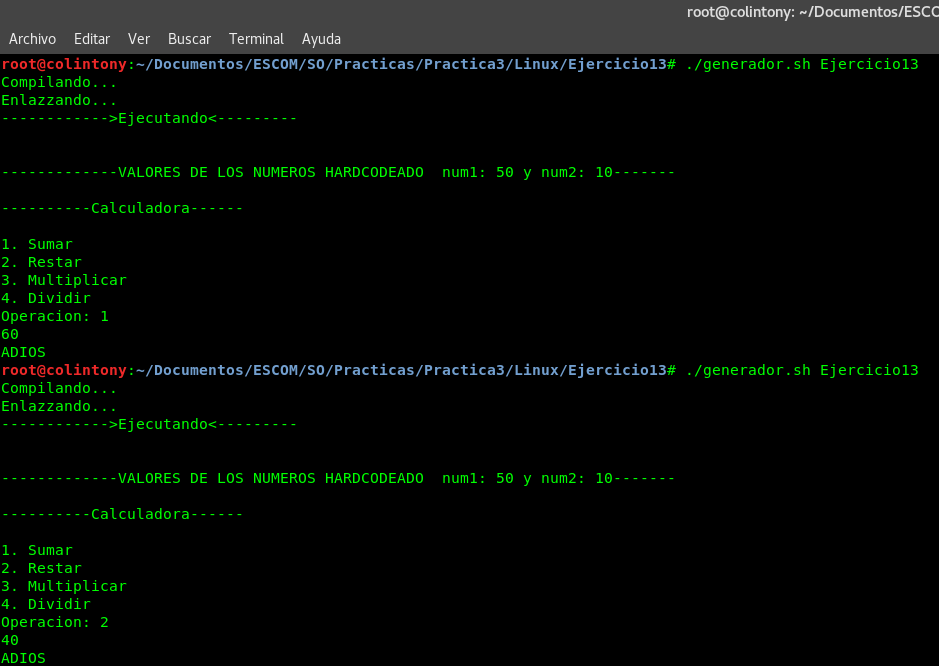 root@colintony: ~/Documentos/ESCO
Archivo Editar Ver Buscar Terminal Ayuda
root@colintony:~/Documentos/ESCOM/SO/Practicas/Practica3/Linux/Ejercicio13# ./generador.sh Ejercicio13
Compilando...
Enlazzando...
------------>Ejecutando<---------
-------------VALORES DE LOS NUMEROS HARDCODEADO  num1: 50 y num2: 10-------
----------Calculadora------
1. Sumar
2. Restar
3. Multiplicar
4. Dividir
Operacion: 1
60
ADIOS
root@colintony:~/Documentos/ESCOM/SO/Practicas/Practica3/Linux/Ejercicio13# ./generador.sh Ejercicio13
Compilando...
Enlazzando...
------------>Ejecutando<---------
-------------VALORES DE LOS NUMEROS HARDCODEADO  num1: 50 y num2: 10-------
----------Calculadora------
1. Sumar
2. Restar
3. Multiplicar
4. Dividir
Operacion: 2
40
ADIOS